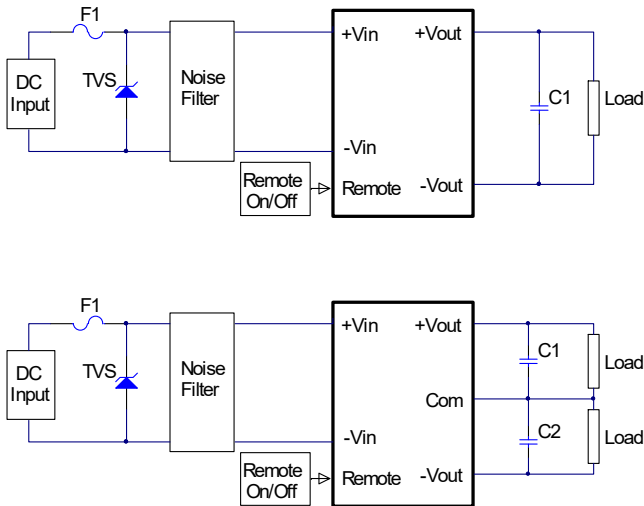 F1
DC
Input
TVS
Noise
Filter
+Vin
+Vout
C1
Load
-Vin
Remote
On/Off
Remote
-Vout
F1
DC
Input
TVS
Noise
Filter
+Vin
+Vout
C1
Load
Com
C2
Load
-Vin
Remote
On/Off
Remote
-Vout